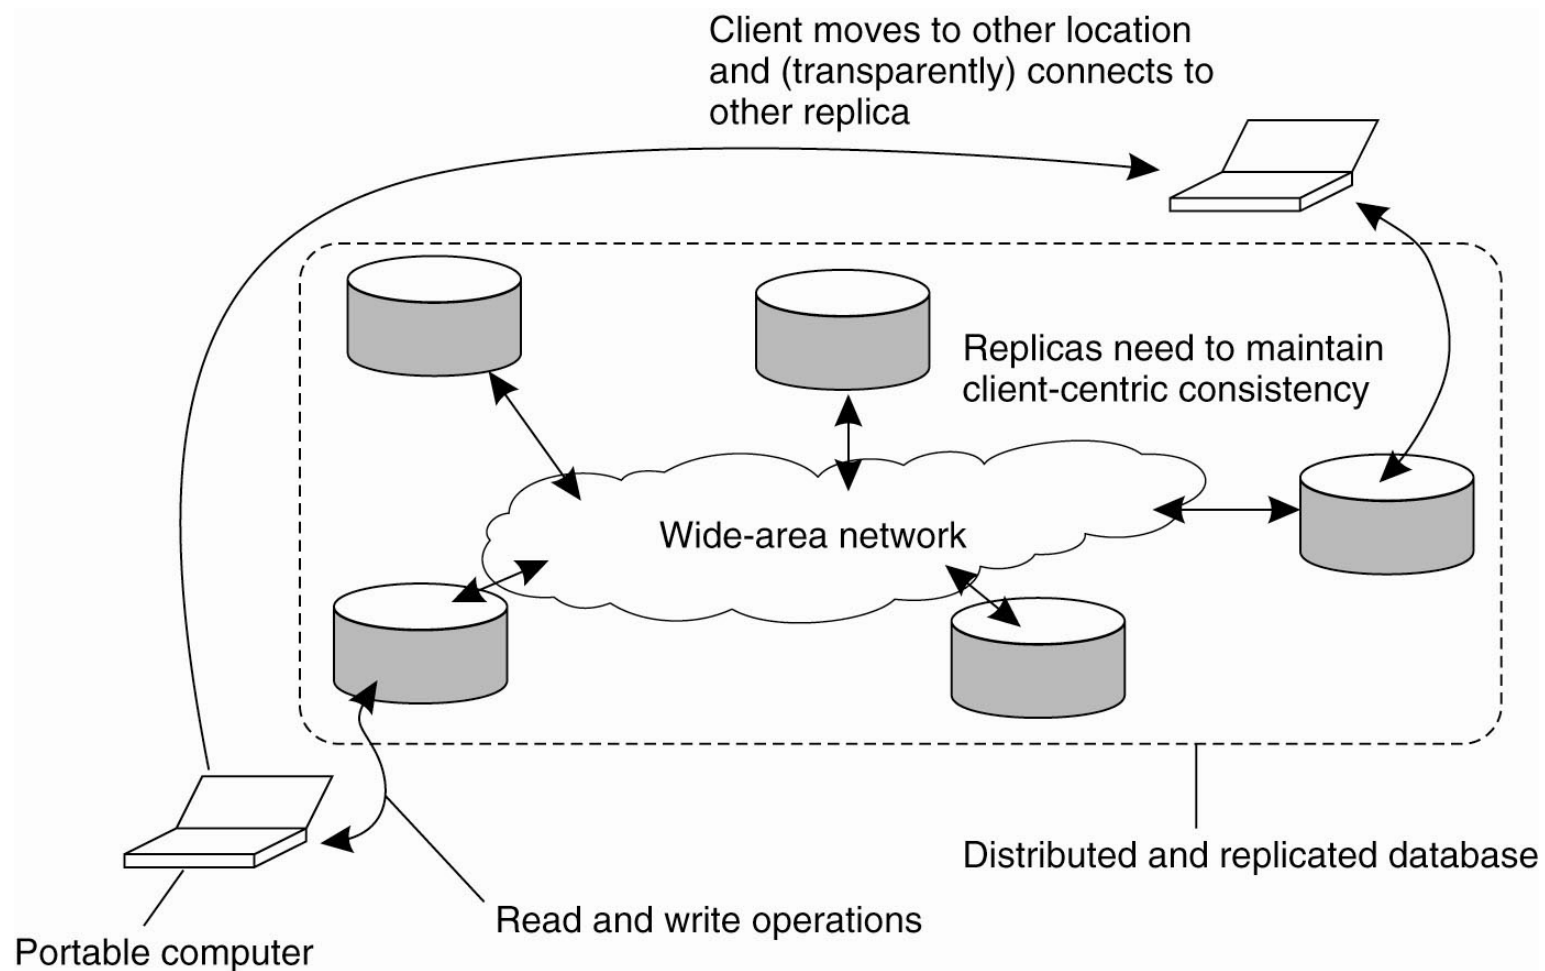 Client moves to other location
and (transparently) connects to
other replica
Replicas need to maintain
client-centric consistency
Wide-area network
Distributed and replicated database
Read and write operations
Portable computer